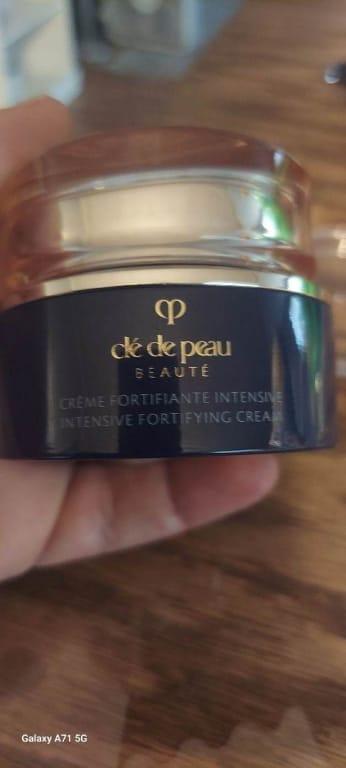 clé de peau
BEAUTÉ
CRÈME FORTIFIANTE INTENSIVE
INTENSIVE FORTIFYING CREAM
Galaxy A71 5G